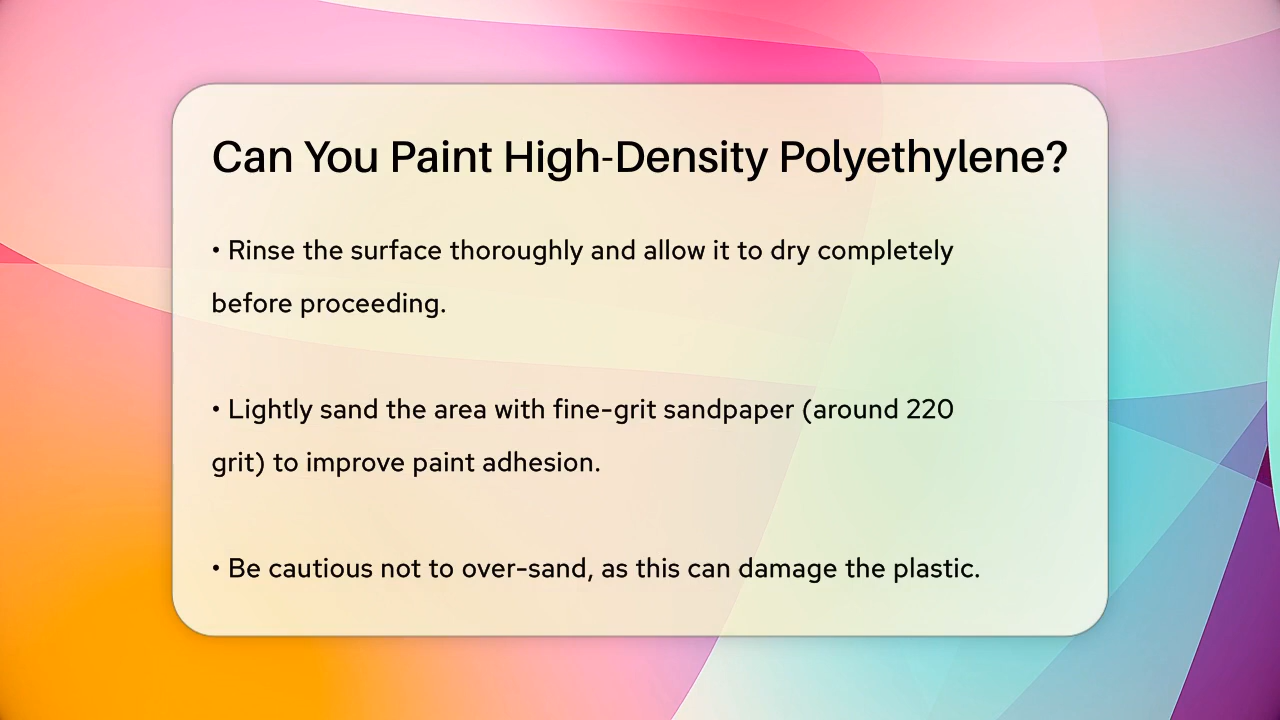 Can You Paint High-Density Polyethylene?
• Rinse the surface thoroughly and allow it to dry completely
before proceeding.
• Lightly sand the area with fine-grit sandpaper (around 220
grit) to improve paint adhesion.
• Be cautious not to over-sand, as this can damage the plastic.